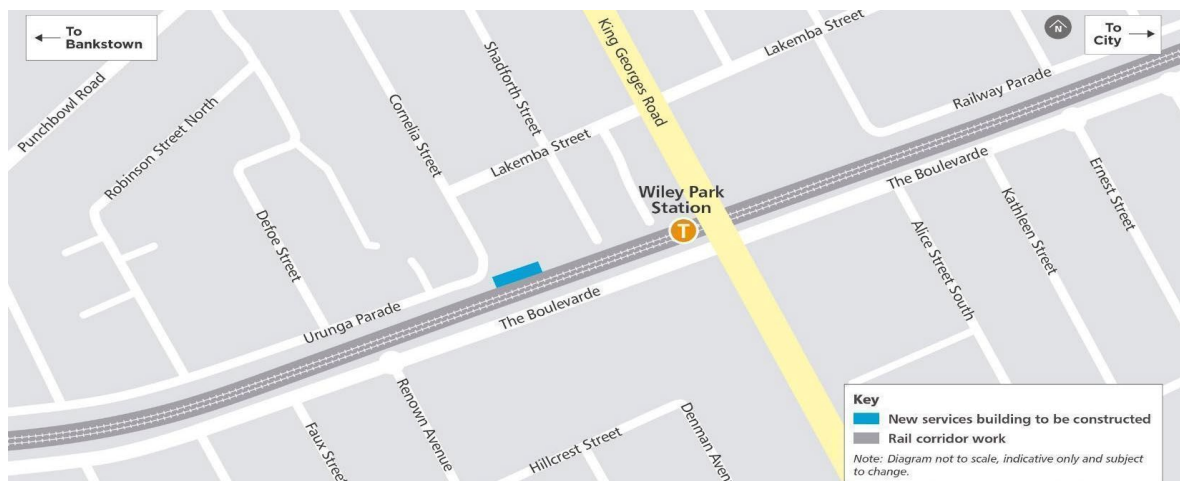 To
Bankstown
N
To
City
Punchbowl Road
Robinson Street North
Cornelia Street
Shadforth Street
King Georges Road
Lakemba Street
Railway Parade
Lakemba Street
Wiley Park
Station
T
The Boulevarde
Ernest Street
Kathleen Street
Alice Street South
Defoe Street
Urunga Parade
The Boulevarde
Renown Avenue
Faux Street
Hillcrest Street
Denman Aven
Key
New services building to be constructed
Rail corridor work
Note: Diagram not to scale, indicative only and subject
to change.